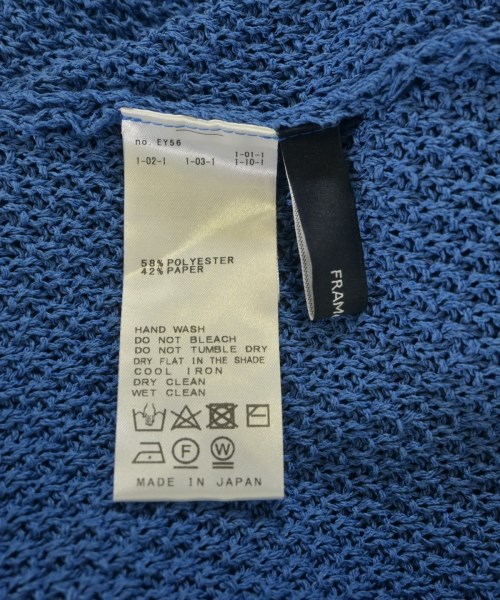 no. EY56
1-02-1 1-03-1 1-01-1
1-10-1
58% POLYESTER
42% PAPER
HAND WASH
DO NOT BLEACH
DO NOT TUMBLE DRY
DRY FLAT IN THE SHADE
COOL IRON
DRY CLEAN
WET CLEAN
F W
MADE IN JAPAN
FRAM